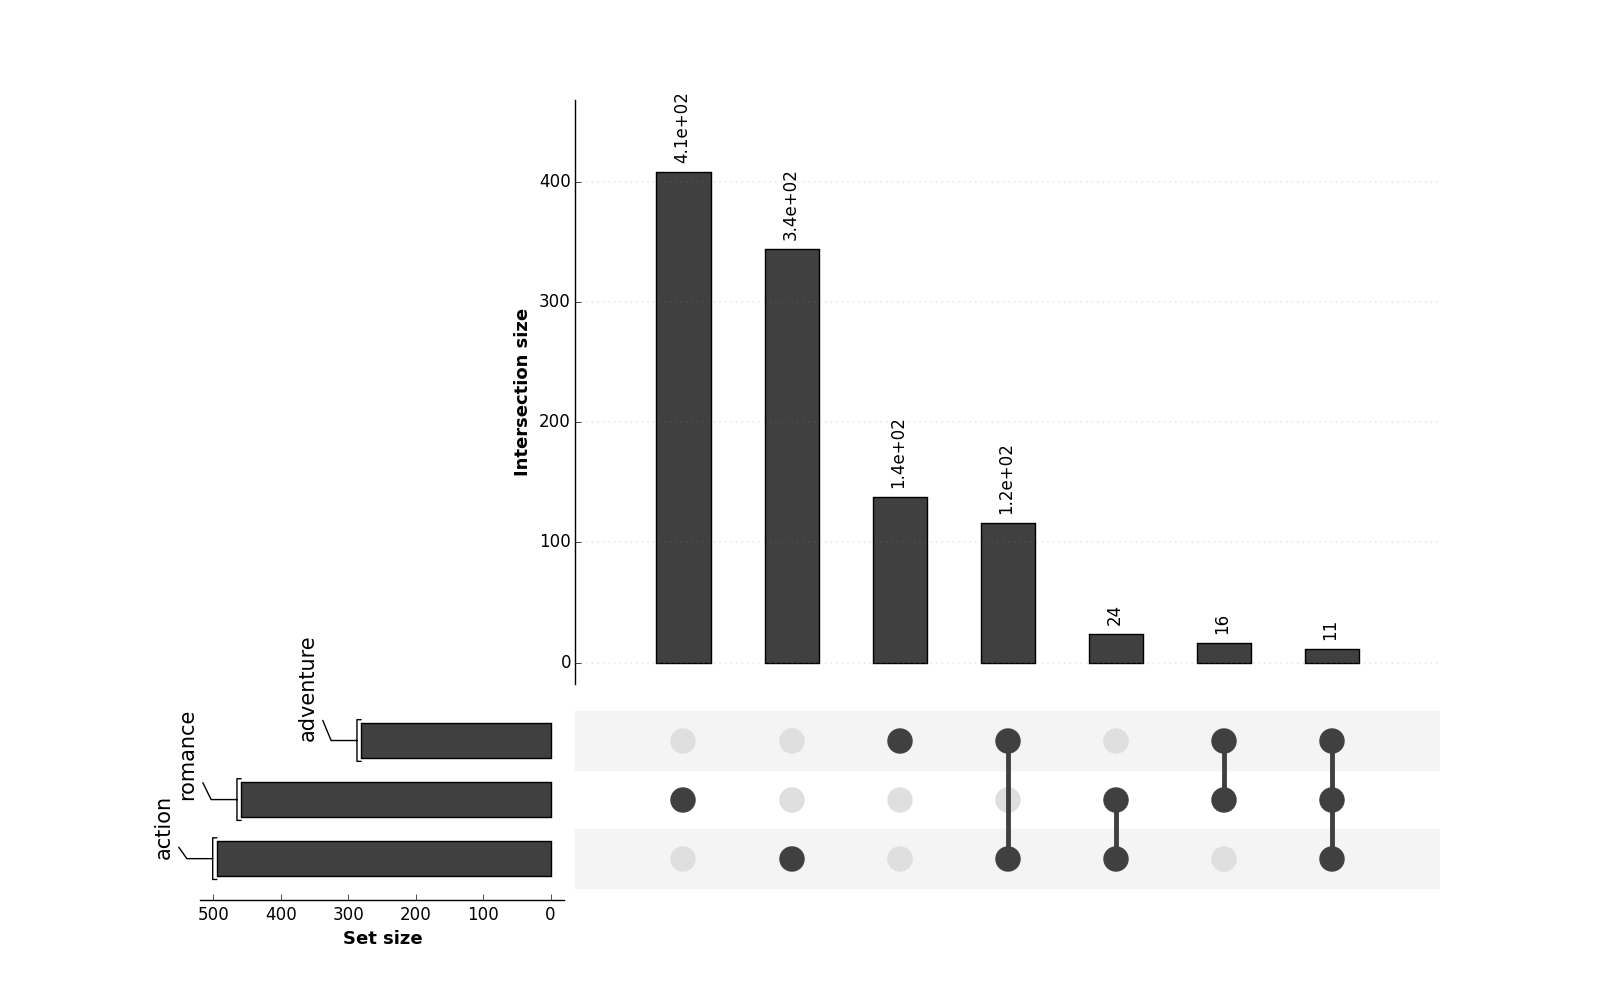 4.1e+02
3.4e+02
1.4e+02
1.2e+02
24
16
11
400
300
200
100
0
Intersection size
adventure
romance
action
500 400 300 200 100 0
Set size